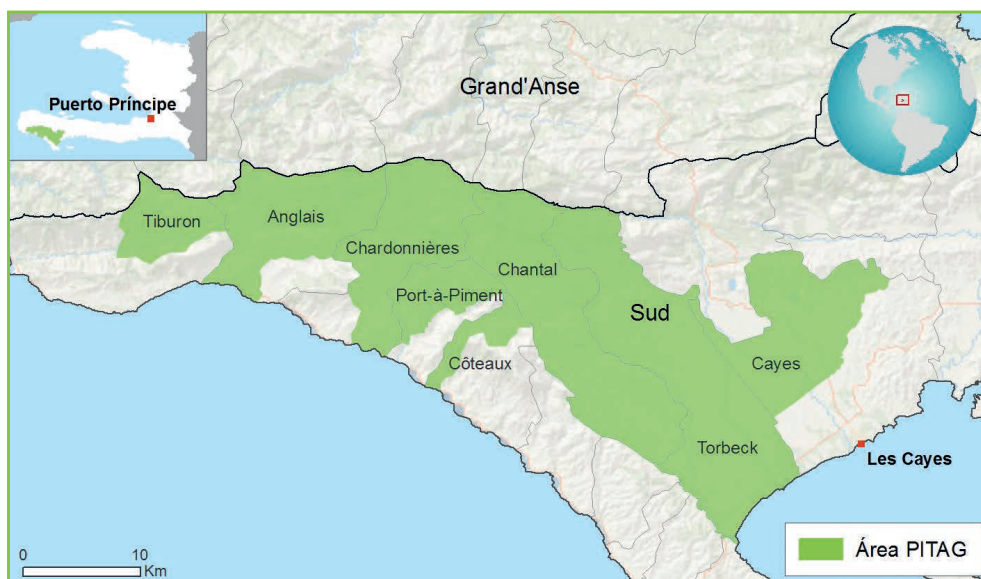 Puerto Príncipe
Grand'Anse
Tiburon
Anglais
Chardonnières
Chantal
Port-à-Piment
Sud
Côteaux
Cayes
Torbeck
Les Cayes
0 10
Km
Área PITAG